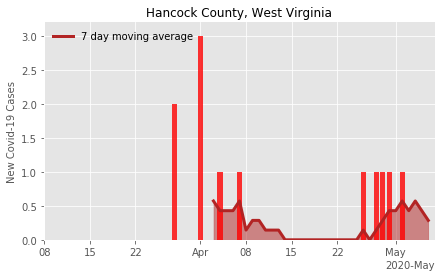 Hancock County, West Virginia
7 day moving average
New Covid-19 Cases
3.0
2.5
2.0
1.5
1.0
0.5
0.0
08 15 22 Apr 08 15 22 May
2020-May